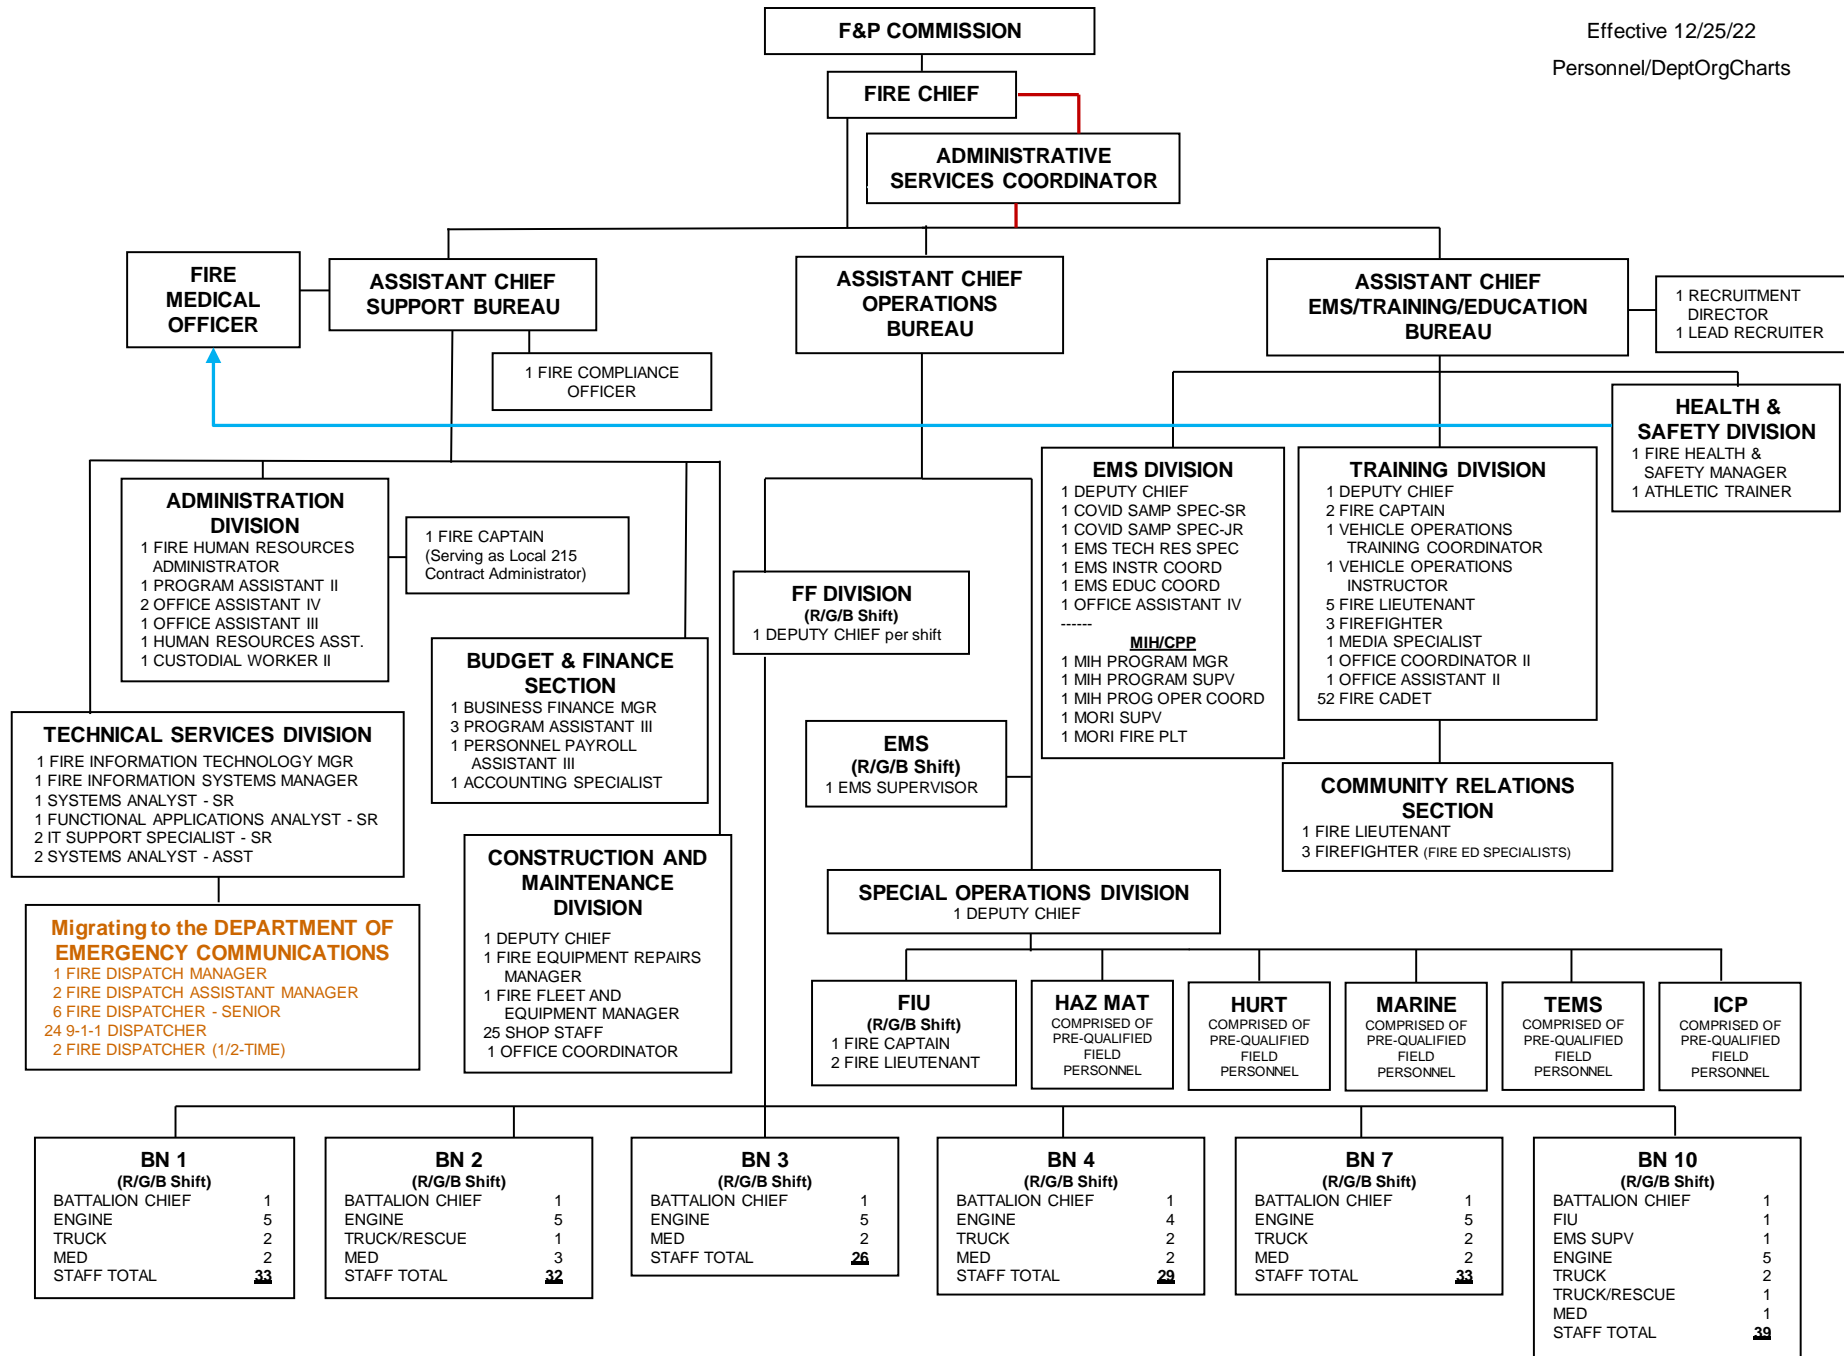 F&P COMMISSION
Effective 12/25/22
Personnel/DeptOrgCharts
FIRE CHIEF
ADMINISTRATIVE
SERVICES COORDINATOR
FIRE
MEDICAL
OFFICER
ASSISTANT CHIEF
SUPPORT BUREAU
ASSISTANT CHIEF
OPERATIONS
BUREAU
ASSISTANT CHIEF
EMS/TRAINING/EDUCATION
BUREAU
1 RECRUITMENT
DIRECTOR
1 LEAD RECRUITER
1 FIRE COMPLIANCE
OFFICER
HEALTH &
SAFETY DIVISION
1 FIRE HEALTH &
SAFETY MANAGER
1 ATHLETIC TRAINER
ADMINISTRATION
DIVISION
1 FIRE HUMAN RESOURCES
ADMINISTRATOR
1 PROGRAM ASSISTANT II
2 OFFICE ASSISTANT IV
1 OFFICE ASSISTANT III
1 HUMAN RESOURCES ASST.
1 CUSTODIAL WORKER II
1 FIRE CAPTAIN
(Serving as Local 215
Contract Administrator)
EMS DIVISION
1 DEPUTY CHIEF
1 COVID SAMP SPEC-SR
1 COVID SAMP SPEC-JR
1 EMS TECH RES SPEC
1 EMS INSTR COORD
1 EMS EDUC COORD
1 OFFICE ASSISTANT IV
------
MIH/CPP
1 MIH PROGRAM MGR
1 MIH PROGRAM SUPV
1 MIH PROG OPER COORD
1 MORI SUPV
1 MORI FIRE PLT
TRAINING DIVISION
1 DEPUTY CHIEF
2 FIRE CAPTAIN
1 VEHICLE OPERATIONS
TRAINING COORDINATOR
1 VEHICLE OPERATIONS
INSTRUCTOR
5 FIRE LIEUTENANT
3 FIREFIGHTER
1 MEDIA SPECIALIST
1 OFFICE COORDINATOR II
1 OFFICE ASSISTANT II
52 FIRE CADET
FF DIVISION
(R/G/B Shift)
1 DEPUTY CHIEF per shift
BUDGET & FINANCE
SECTION
1 BUSINESS FINANCE MGR
3 PROGRAM ASSISTANT III
1 PERSONNEL PAYROLL
ASSISTANT III
1 ACCOUNTING SPECIALIST
TECHNICAL SERVICES DIVISION
1 FIRE INFORMATION TECHNOLOGY MGR
1 FIRE INFORMATION SYSTEMS MANAGER
1 SYSTEMS ANALYST - SR
1 FUNCTIONAL APPLICATIONS ANALYST - SR
2 IT SUPPORT SPECIALIST - SR
2 SYSTEMS ANALYST - ASST
EMS
(R/G/B Shift)
1 EMS SUPERVISOR
COMMUNITY RELATIONS
SECTION
1 FIRE LIEUTENANT
3 FIREFIGHTER (FIRE ED SPECIALISTS)
CONSTRUCTION AND
MAINTENANCE
DIVISION
1 DEPUTY CHIEF
1 FIRE EQUIPMENT REPAIRS
MANAGER
1 FIRE FLEET AND
EQUIPMENT MANAGER
25 SHOP STAFF
1 OFFICE COORDINATOR
SPECIAL OPERATIONS DIVISION
1 DEPUTY CHIEF
Migrating to the DEPARTMENT OF
EMERGENCY COMMUNICATIONS
1 FIRE DISPATCH MANAGER
2 FIRE DISPATCH ASSISTANT MANAGER
6 FIRE DISPATCHER - SENIOR
24 9-1-1 DISPATCHER
2 FIRE DISPATCHER (1/2-TIME)
FIU
(R/G/B Shift)
1 FIRE CAPTAIN
2 FIRE LIEUTENANT
HAZ MAT
COMPRISED OF
PRE-QUALIFIED
FIELD
PERSONNEL
HURT
COMPRISED OF
PRE-QUALIFIED
FIELD
PERSONNEL
MARINE
COMPRISED OF
PRE-QUALIFIED
FIELD
PERSONNEL
TEMS
COMPRISED OF
PRE-QUALIFIED
FIELD
PERSONNEL
ICP
COMPRISED OF
PRE-QUALIFIED
FIELD
PERSONNEL
BN 1
(R/G/B Shift)
BATTALION CHIEF 1
ENGINE 5
TRUCK 2
MED 2
STAFF TOTAL 33
BN 2
(R/G/B Shift)
BATTALION CHIEF 1
ENGINE 5
TRUCK/RESCUE 1
MED 3
STAFF TOTAL 32
BN 3
(R/G/B Shift)
BATTALION CHIEF 1
ENGINE 5
MED 2
STAFF TOTAL 26
BN 4
(R/G/B Shift)
BATTALION CHIEF 1
ENGINE 4
TRUCK 2
MED 2
STAFF TOTAL 29
BN 7
(R/G/B Shift)
BATTALION CHIEF 1
ENGINE 5
TRUCK 2
MED 2
STAFF TOTAL 33
BN 10
(R/G/B Shift)
BATTALION CHIEF 1
FIU 1
EMS SUPV 1
ENGINE 5
TRUCK 2
TRUCK/RESCUE 1
MED 1
STAFF TOTAL 39